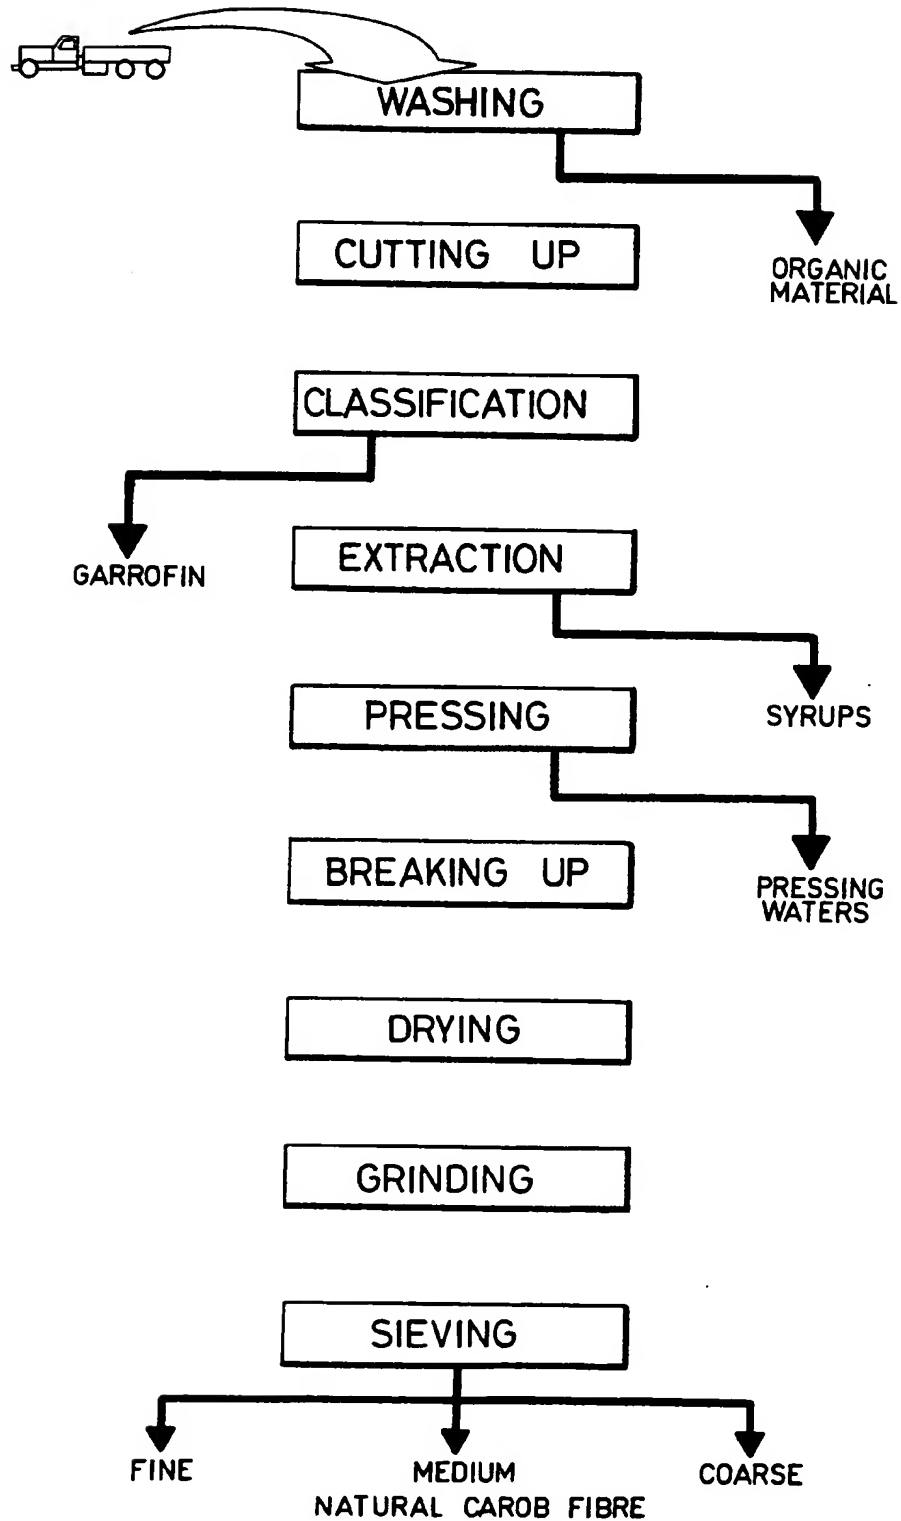 WASHING
ORGANIC
MATERIAL
CUTTING UP
CLASSIFICATION
GARROFIN
EXTRACTION
SYRUPS
PRESSING
PRESSING
WATERS
BREAKING UP
DRYING
GRINDING
SIEVING
FINE
MEDIUM
COARSE
NATURAL CAROB FIBRE